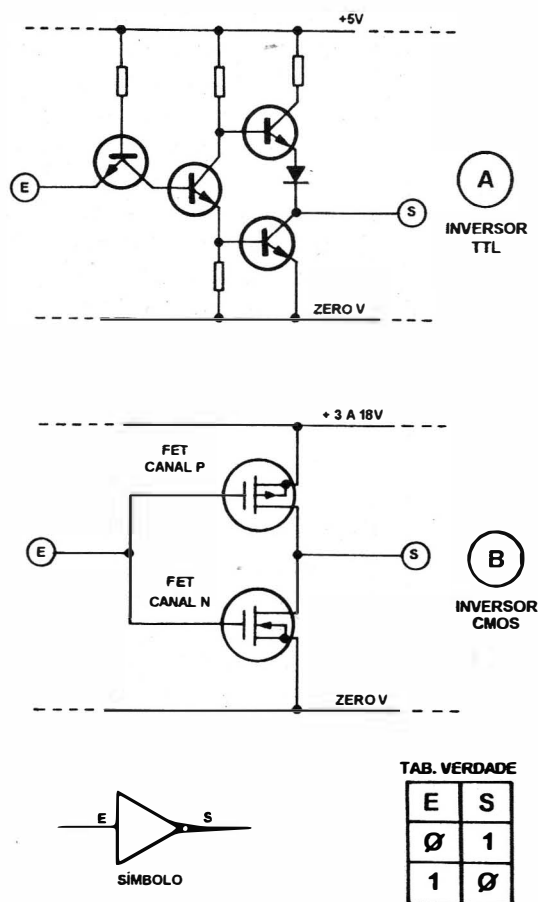 +5V
E
S
A
INVERSOR
TTL
ZERO V
+ 3 A 18V
FET
CANAL P
E
S
FET
CANAL N
B
INVERSOR
CMOS
ZERO V
TAB. VERDADE
E S
E S
Ø 1
1 Ø
SÍMBOLO